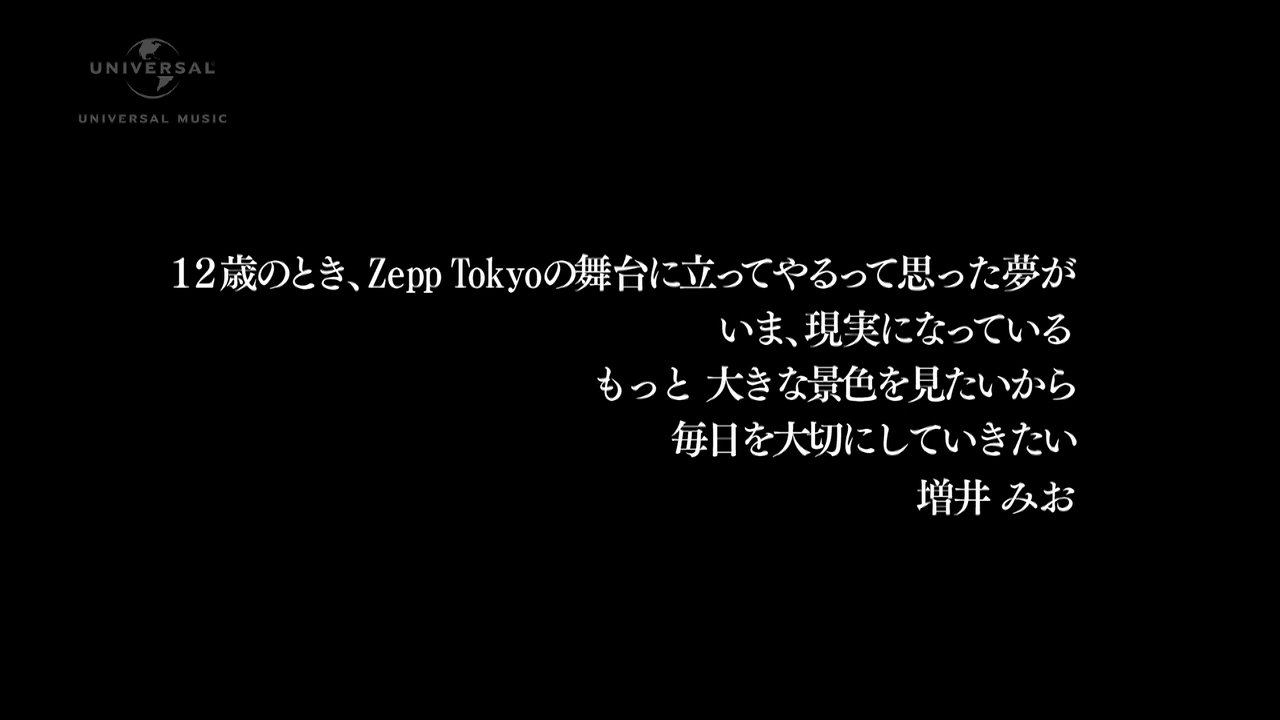 UNIVERSAL
UNIVERSAL MUSIC
12歳のとき、Zepp Tokyoの舞台に立ってやるって思った夢が
いま、現実になっている
もっと 大きな景色を見たいから
毎日を大切にしていきたい
増井 みお